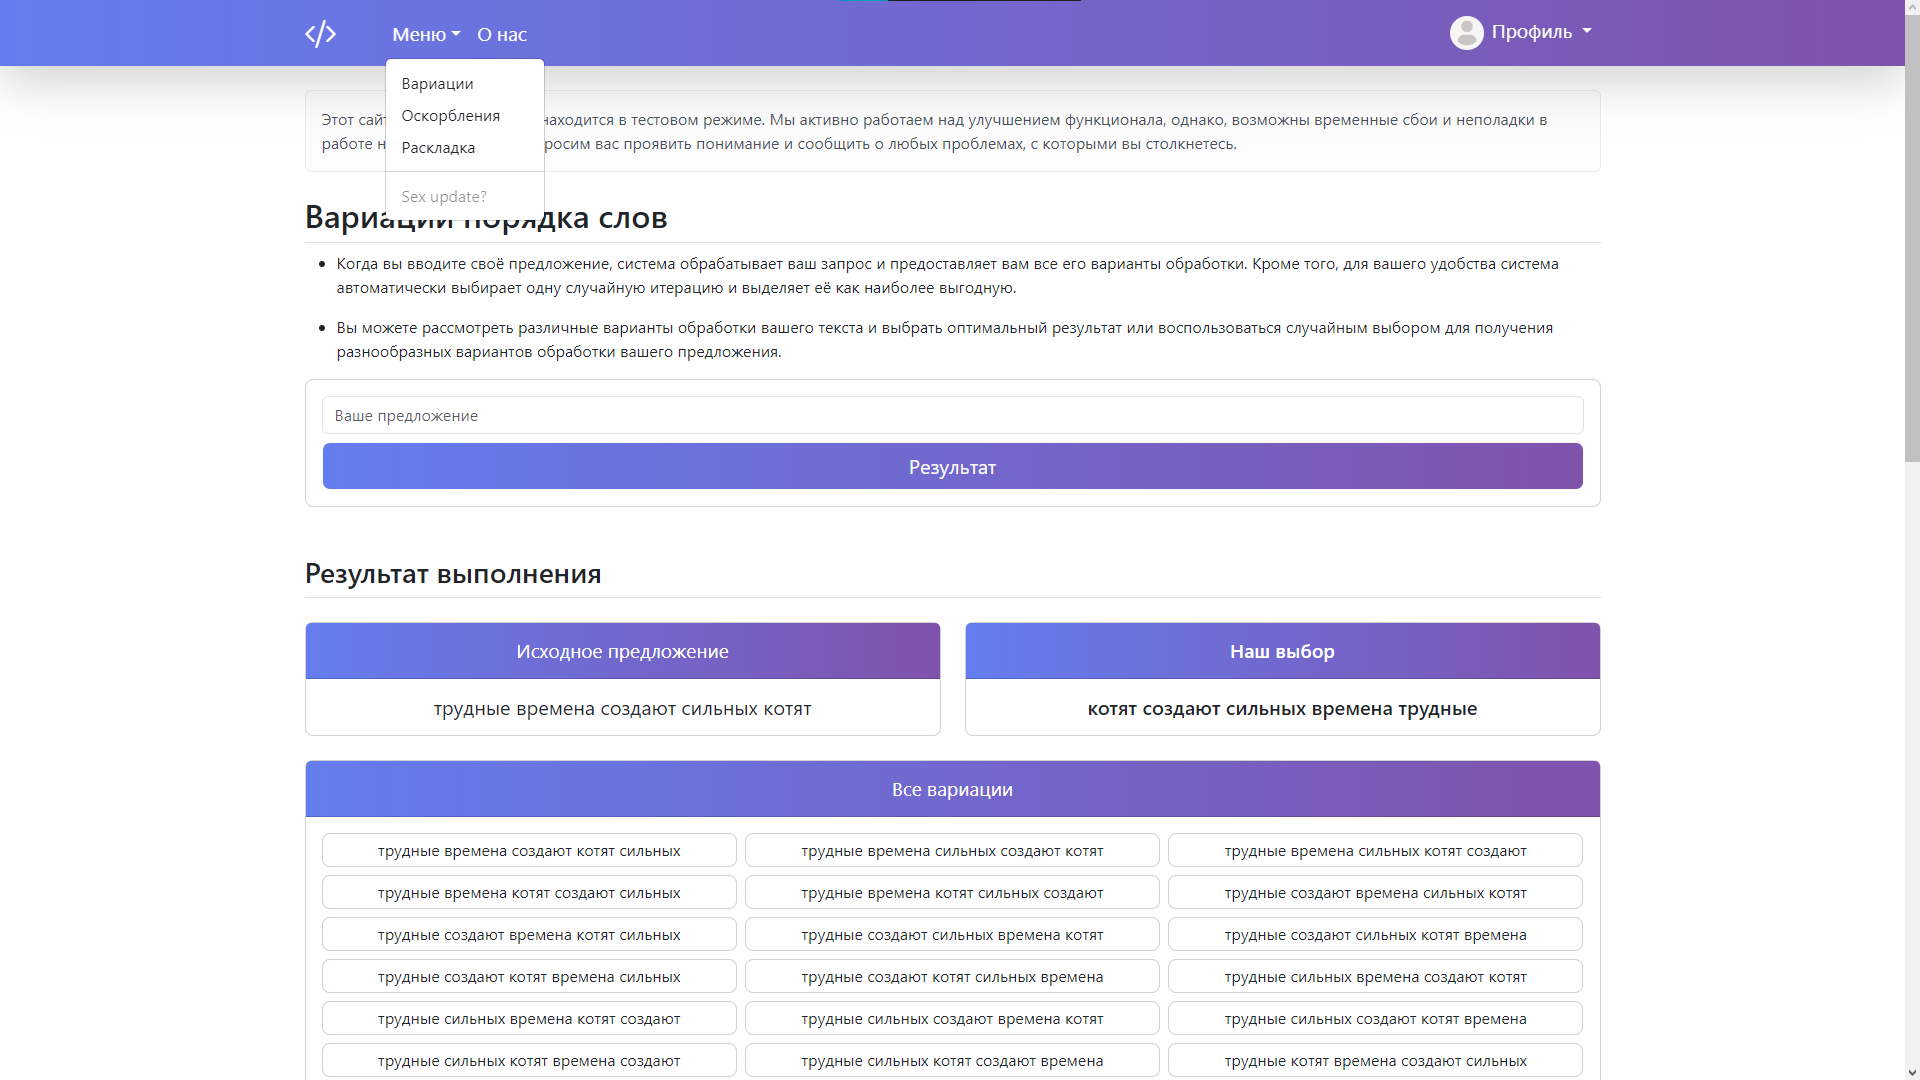 Меню
О нас
Профиль
Вариации
Оскорбления
Раскладка
Sex update?
Этот находится в тестовом режиме. Мы активно работаем над улучшением функционала, однако, возможны временные сбои и неполадки в
работе вас проявить понимание и сообщить о любых проблемах, с которыми вы столкнетесь.
Вариации порядка слов
Когда вы вводите своё предложение, система обрабатывает ваш запрос и предоставляет вам все его варианты обработки. Кроме того, для вашего удобства система
автоматически выбирает одну случайную итерацию и выделяет её как наиболее выгодную.
Вы можете рассмотреть различные варианты обработки вашего текста и выбрать оптимальный результат или воспользоваться случайным выбором для получения
разнообразных вариантов обработки вашего предложения.
Ваше предложение
Результат
Результат выполнения
Исходное предложение
трудные времена создают сильных котят
Наш выбор
котят создают сильных времена трудные
Все вариации
трудные времена создают котят сильных
трудные времена сильных создают котят
трудные времена сильных котят создают
трудные времена котят создают сильных
трудные времена котят сильных создают
трудные создают времена сильных котят
трудные создают времена котят сильных
трудные создают сильных времена котят
трудные создают сильных котят времена
трудные создают котят времена сильных
трудные создают котят сильных времена
трудные сильных времена создают котят
трудные сильных времена котят создают
трудные сильных создают времена котят
трудные сильных создают котят времена
трудные сильных котят времена создают
трудные сильных котят создают времена
трудные котят времена создают сильных